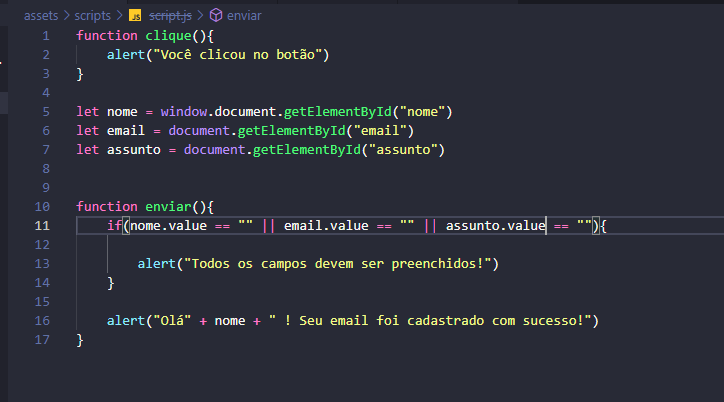 assets > scripts > JS script.js > enviar
1 function clique(){
2 alert("Você clicou no botão")
3 }
4
5 let nome = window.document.getElementById("nome")
6 let email = document.getElementById("email")
7 let assunto = document.getElementById("assunto")
8
9
10 function enviar(){
11 if(nome.value == "" || email.value == "" || assunto.value == ""){
12
13 alert("Todos os campos devem ser preenchidos!")
14 }
15
16 alert("Olá" + nome + " ! Seu email foi cadastrado com sucesso!")
17 }